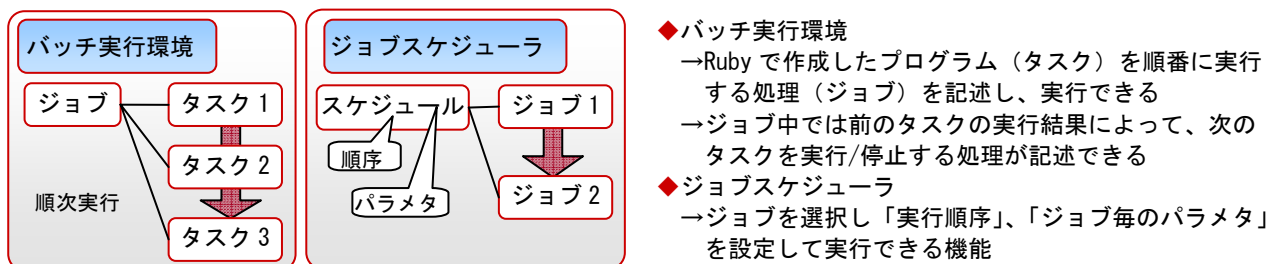 バッチ実行環境
ジョブ
タスク1
タスク2
順次実行
タスク3
ジョブスケジューラ
スケジュール
ジョブ1
順序
パラメタ
ジョブ2
◆バッチ実行環境
→Rubyで作成したプログラム（タスク）を順番に実行
する処理（ジョブ）を記述し、実行できる
→ジョブ中では前のタスクの実行結果によって、次の
タスクを実行/停止する処理が記述できる
◆ジョブスケジューラ
→ジョブを選択し「実行順序」、「ジョブ毎のパラメタ」
を設定して実行できる機能